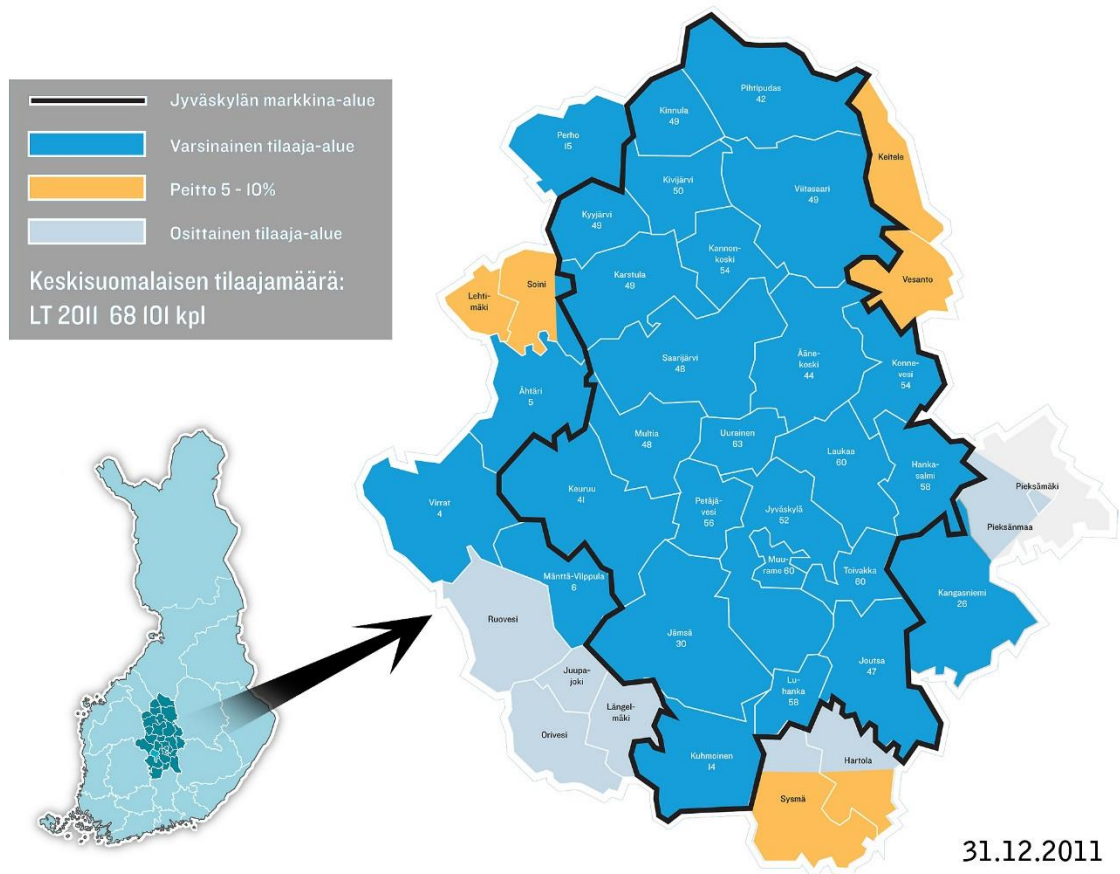 Jyväskylän markkina-alue
Varsinainen tilaaja-alue
Peitto 5 - 10%
Osittainen tilaaja-alue
Keskisuomalaisen tilaajamäärä:
LT 2011 68 101 kpl
Pihtipudas
42
Kinnula
49
Perho
15
Keitele
Kivijärvi
50
Viitasaari
49
Kyyjärvi
49
Kannon-
koski
54
Karstula
49
Vesanto
Soini
Lehti-
mäki
Saarijärvi
48
Ääne-
koski
44
Konne-
vesi
54
Ähtäri
5
Multia
48
Uurainen
63
Laukaa
60
Hanka-
salmi
58
Pieksämäki
Pieksänmaa
Virrat
4
Keuruu
41
Petäjä-
vesi
56
Jyväskylä
52
Muu-
rame 60
Toivakka
60
Mänttä-Vilppula
6
Kangasniemi
26
Ruovesi
Jämsä
30
Joutsa
47
Juupa-
joki
Lu-
hanka
58
Längel-
mäki
Orivesi
Kuhmoinen
14
Hartola
Sysmä
31.12.2011